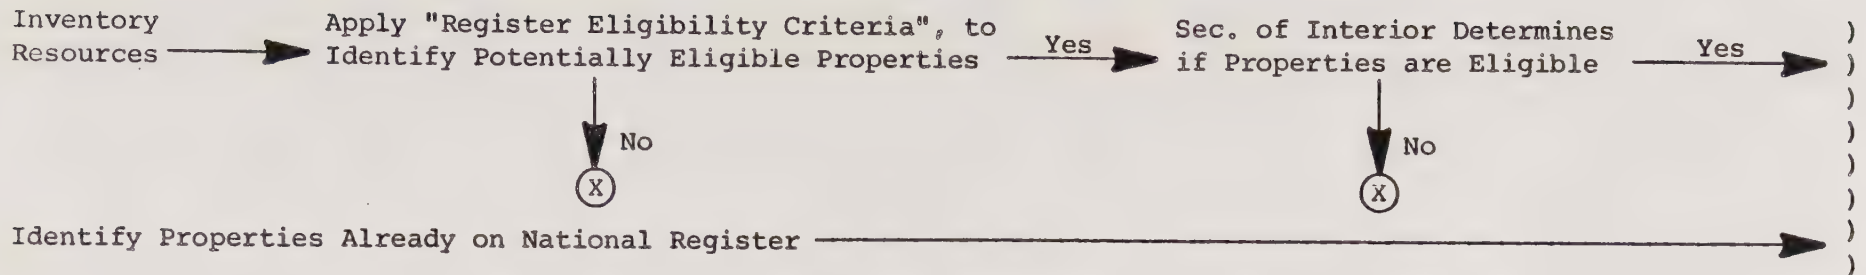 Inventory
Resources
Apply "Register Eligibility Criteria", to
Identify Potentially Eligible Properties
Yes
Sec. of Interior Determines
if Properties are Eligible
Yes
)
)
)
)
)
)
)
)
No
X
No
X
Identify Properties Already on National Register